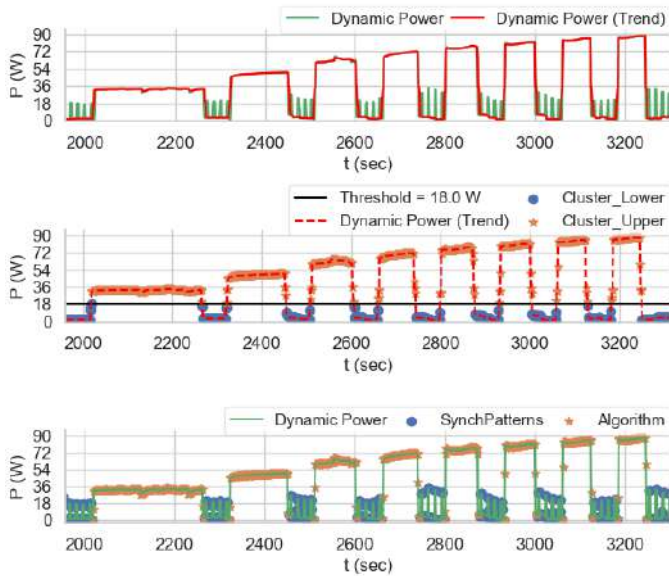 Dynamic Power Dynamic Power (Trend)
90
72
54
36
18
0
P (W)
2000 2200 2400 2600 2800 3000 3200
t (sec)
Threshold = 18.0 W Cluster_Lower
Dynamic Power (Trend) Cluster_Upper
90
72
54
36
18
0
P (W)
2000 2200 2400 2600 2800 3000 3200
t (sec)
Dynamic Power SynchPatterns Algorithm
90
72
54
36
18
0
P (W)
2000 2200 2400 2600 2800 3000 3200
t (sec)